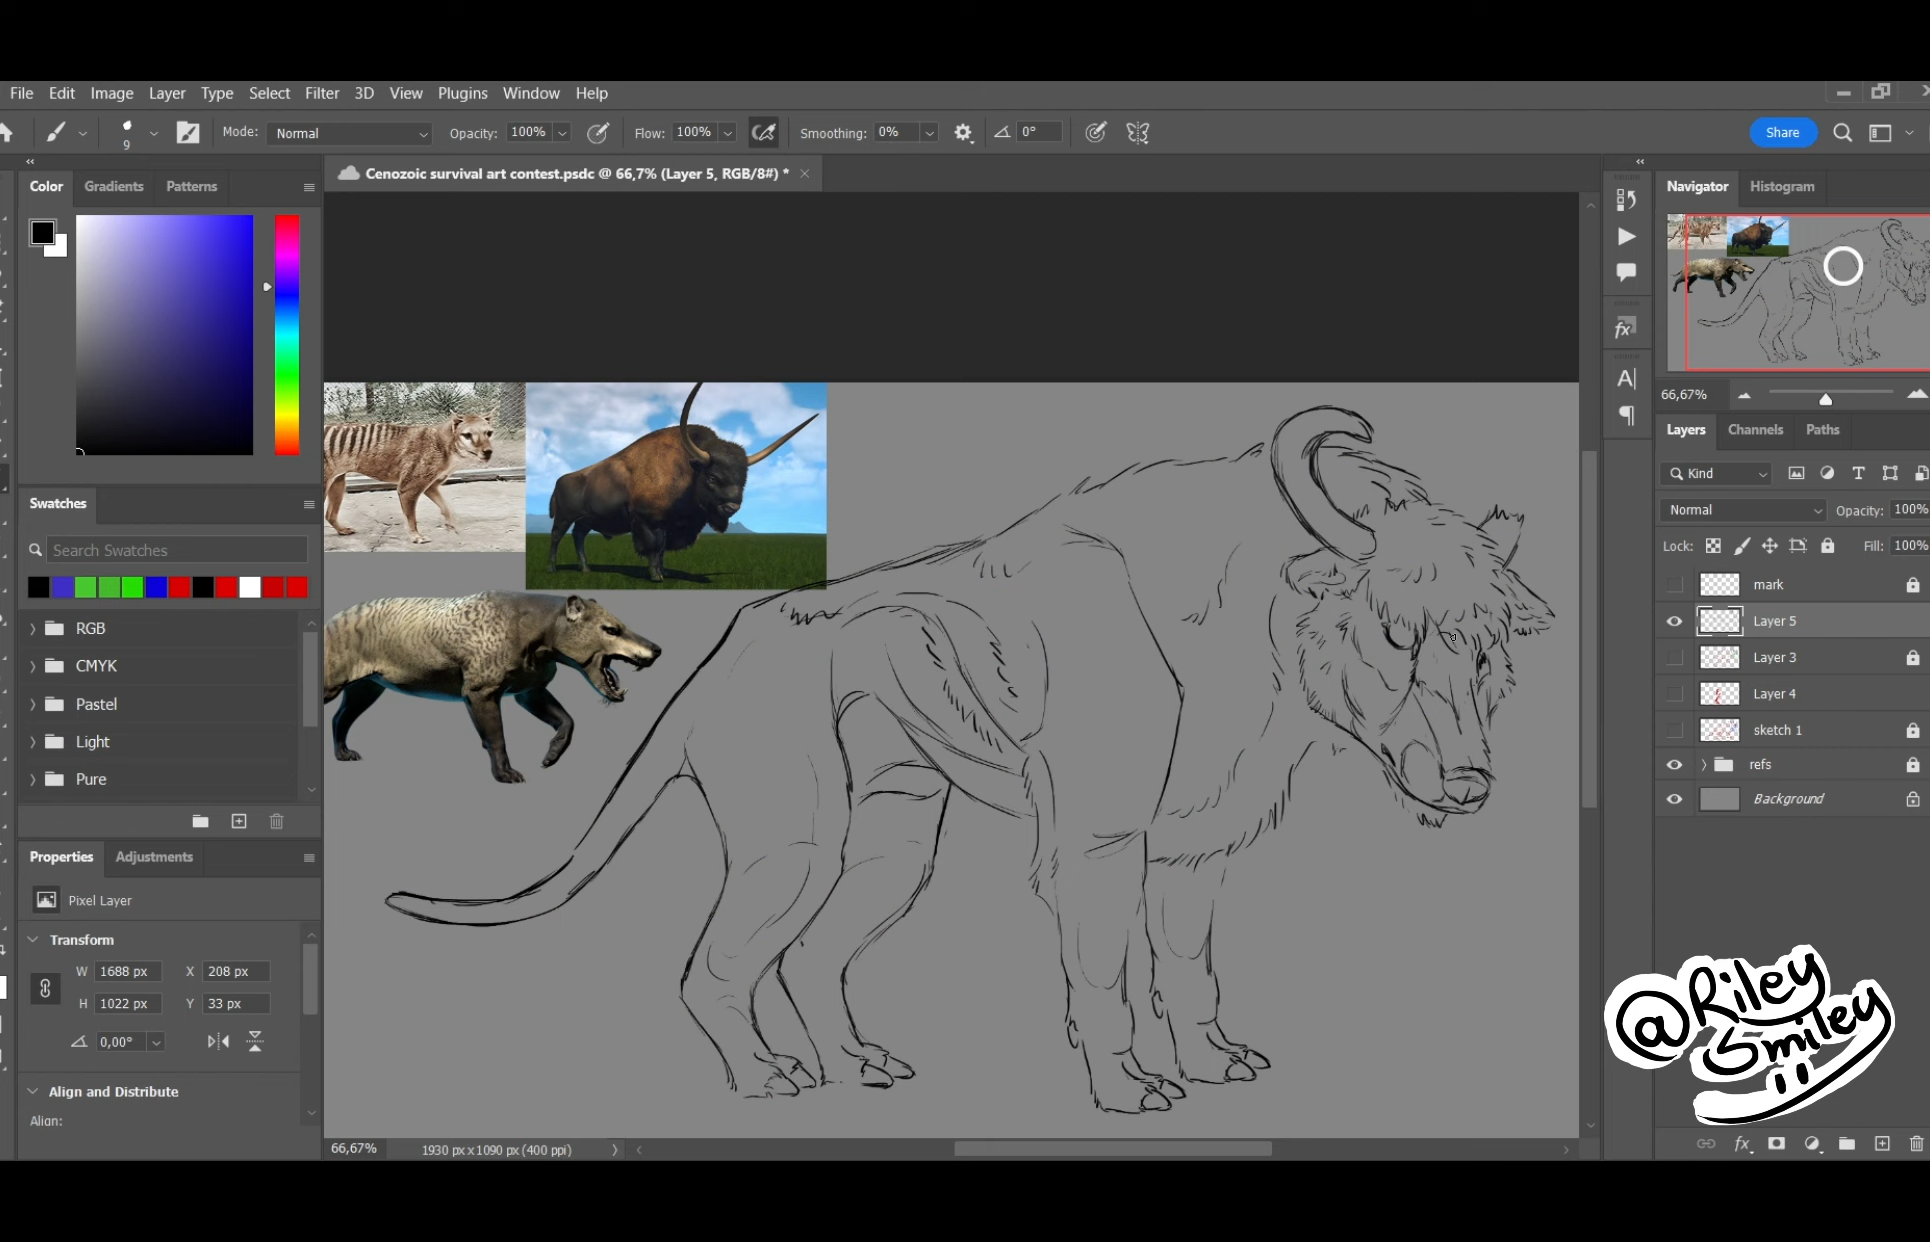 File Edit Image Layer Type Select Filter 3D View Plugins Window Help
9 Mode: Normal Opacity: 100% Flow: 100% Smoothing: 0% 0° Share
Color Gradients Patterns
Cenozoic survival art contest.psdc @ 66,7% (Layer 5, RGB/8#) *
Navigator Histogram
66,67%
Layers Channels Paths
Kind
Normal Opacity: 100%
Lock: Fill: 100%
mark
Layer 5
Layer 3
Layer 4
sketch 1
refs
Background
Swatches
Search Swatches
RGB
CMYK
Pastel
Light
Pure
Properties Adjustments
Pixel Layer
Transform
W 1688 px X 208 px
H 1022 px Y 33 px
0,00°
Align and Distribute
Align:
66,67% 1930 px x 1090 px (400 ppi)
@Riley
Smiley